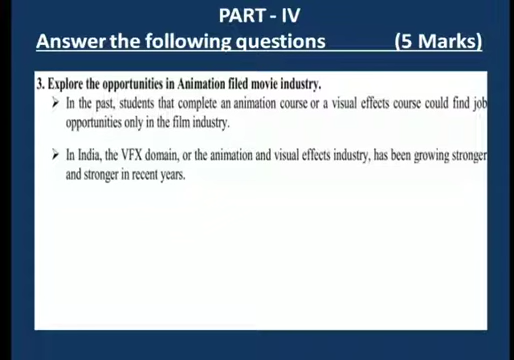 PART - IV
Answer the following questions (5 Marks)
3. Explore the opportunities in Animation filed movie industry.
➢ In the past, students that complete an animation course or a visual effects course could find job
opportunities only in the film industry.
➢ In India, the VFX domain, or the animation and visual effects industry, has been growing stronger
and stronger in recent years.